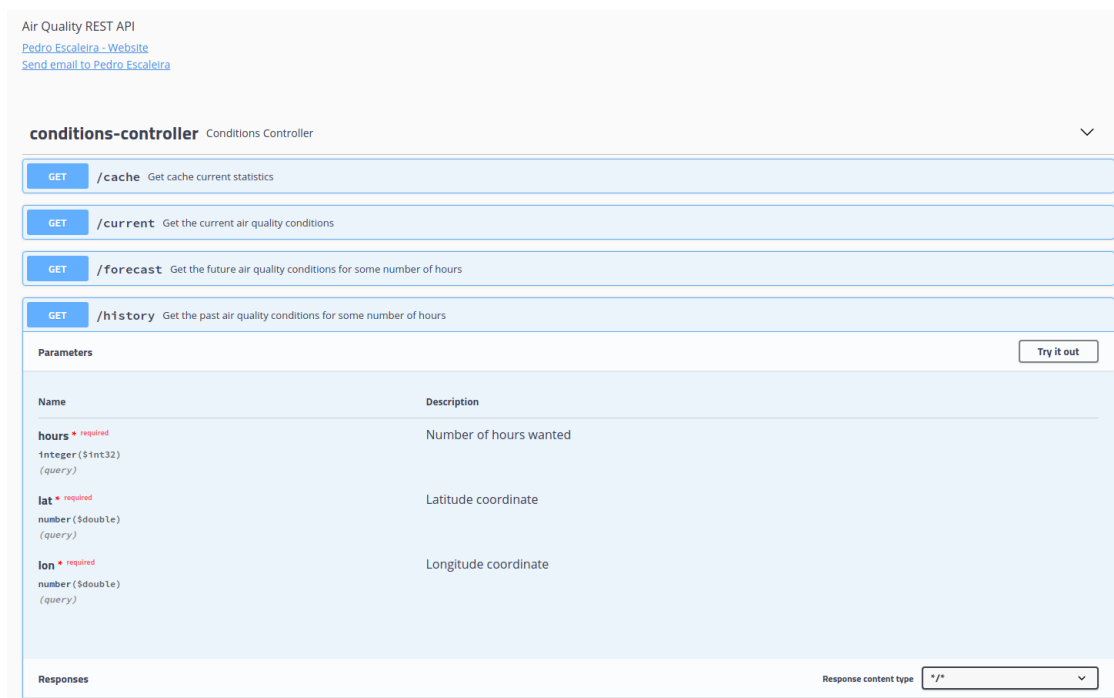 Air Quality REST API
Pedro Escaleira - Website
Send email to Pedro Escaleira
conditions-controller Conditions Controller
GET /cache Get cache current statistics
GET /current Get the current air quality conditions
GET /forecast Get the future air quality conditions for some number of hours
GET /history Get the past air quality conditions for some number of hours
Parameters Try it out
Name Description
hours * required Number of hours wanted
integer($int32)
(query)
lat * required Latitude coordinate
number($double)
(query)
lon * required Longitude coordinate
number($double)
(query)
Responses Response content type */*